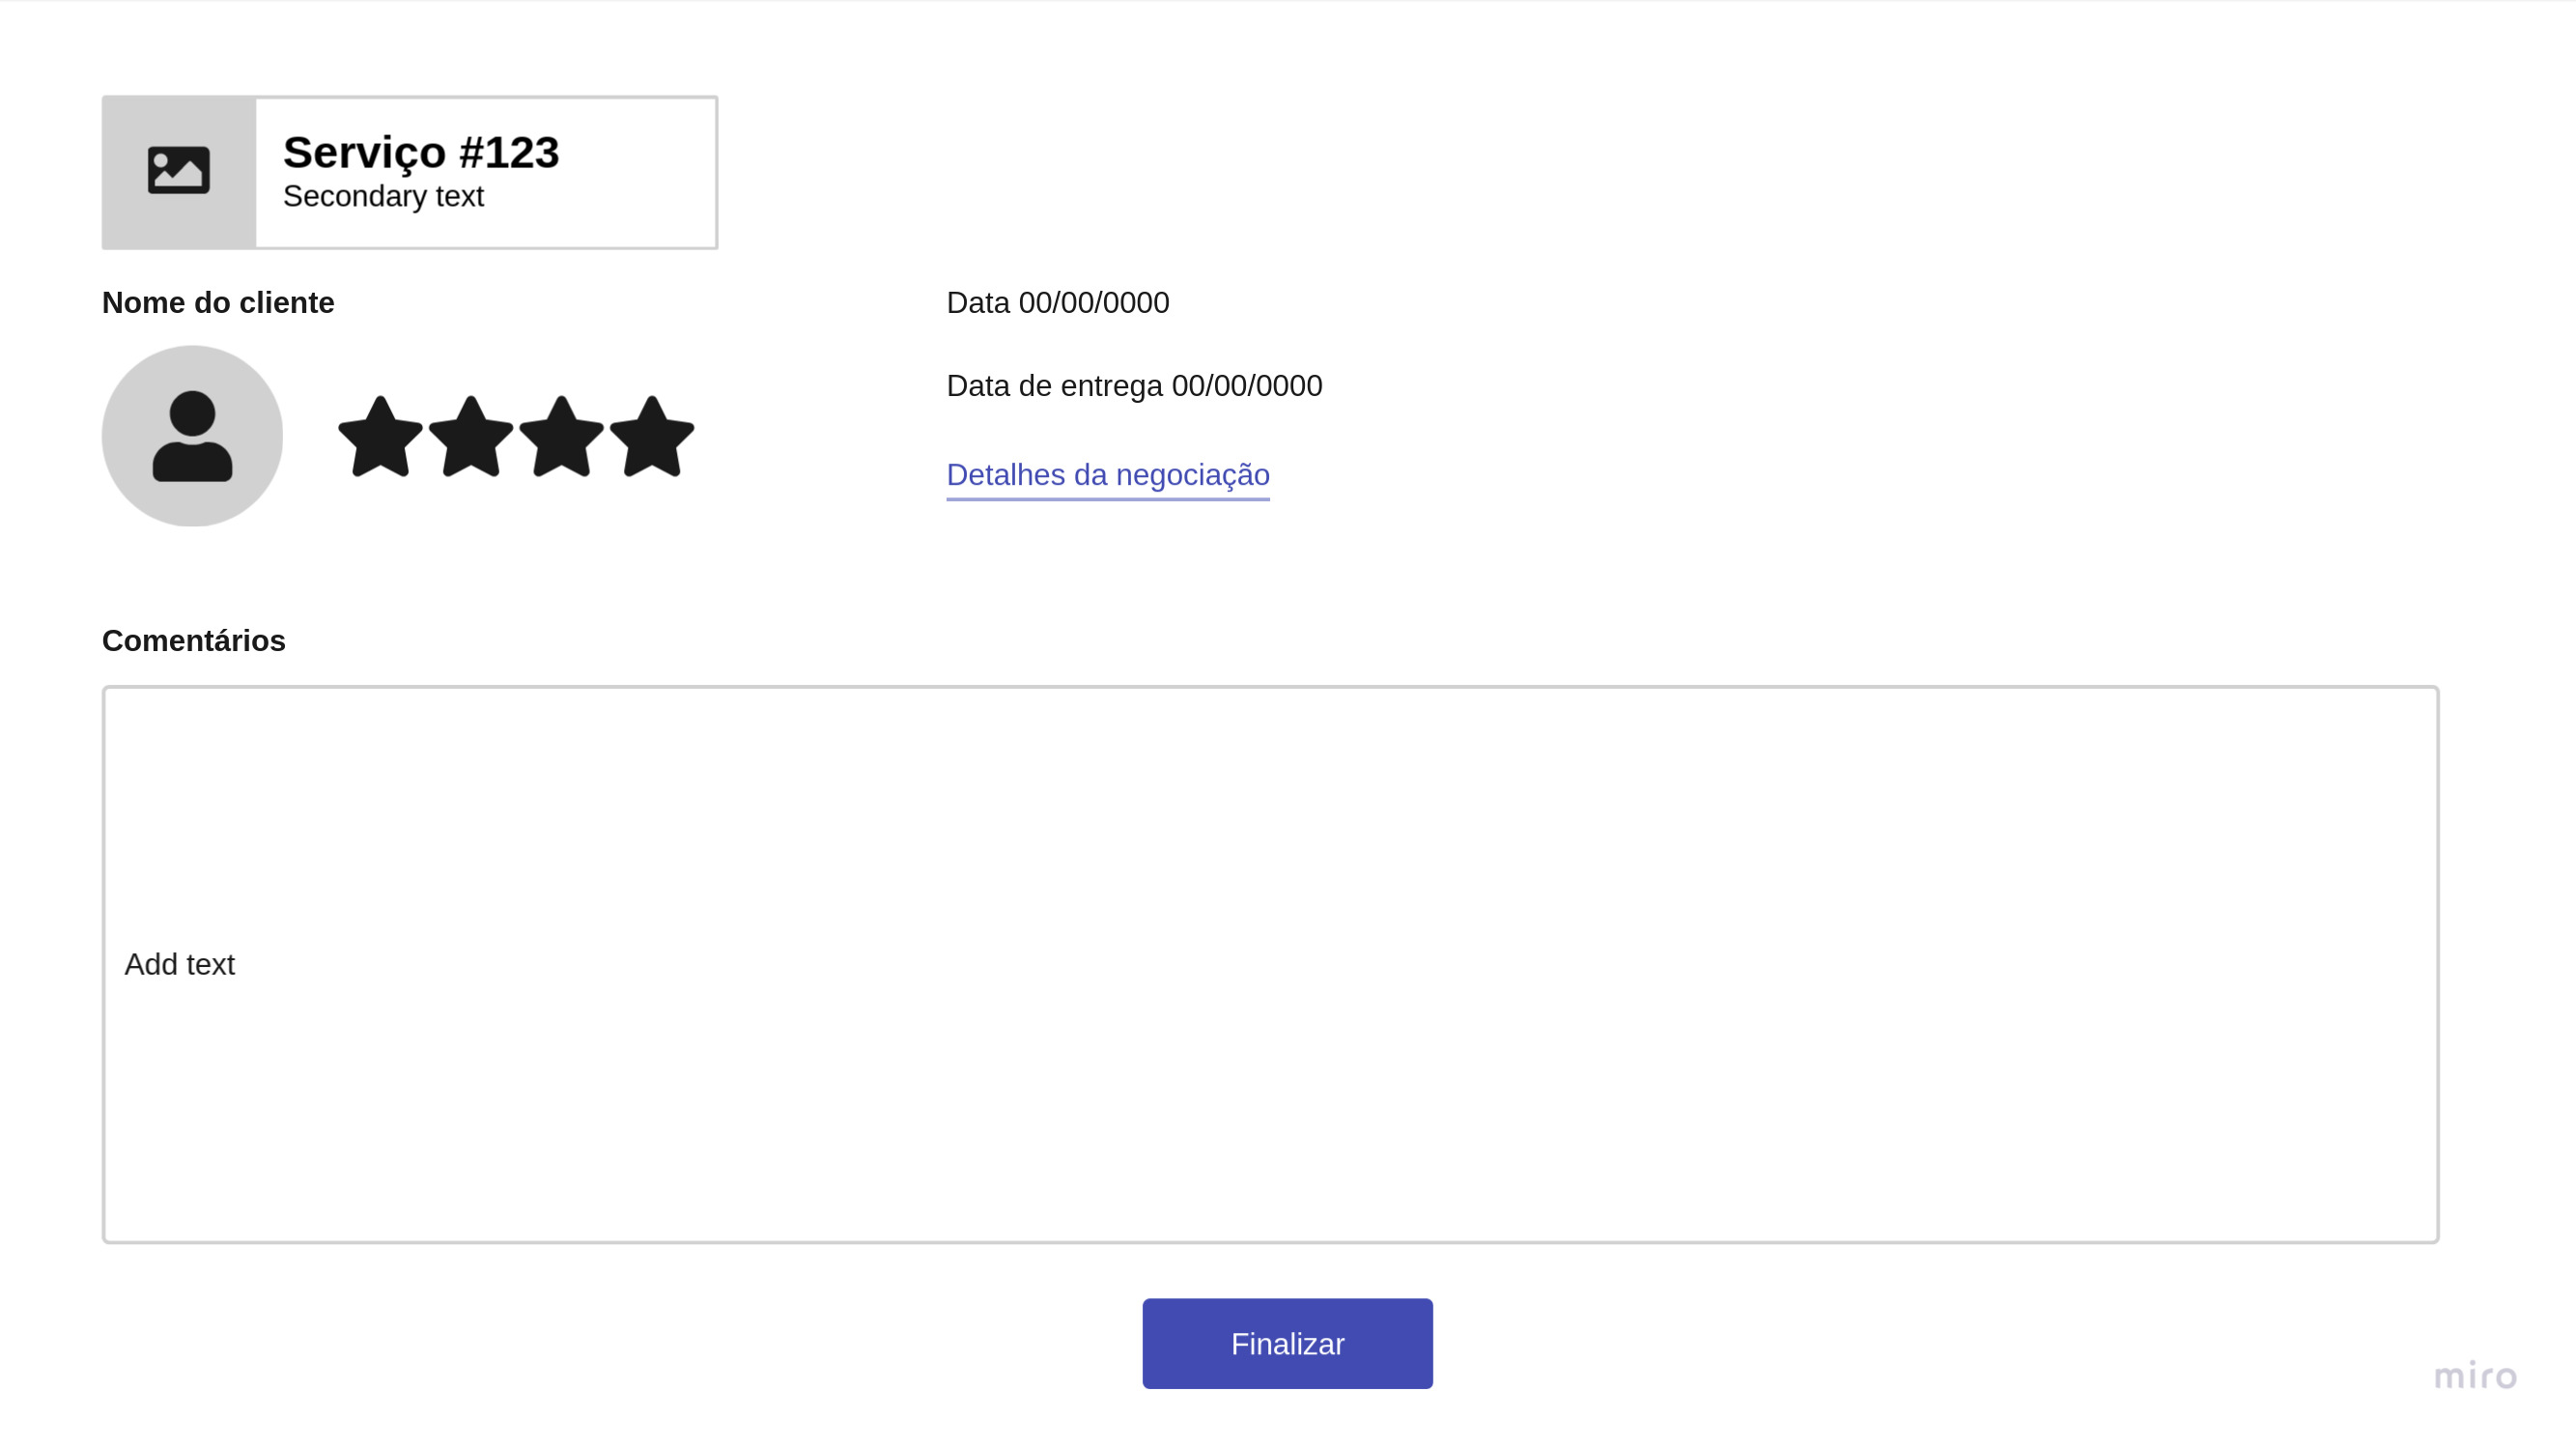 Serviço #123
Secondary text
Nome do cliente
Data 00/00/0000
Data de entrega 00/00/0000
Detalhes da negociação
Comentários
Add text
Finalizar
miro